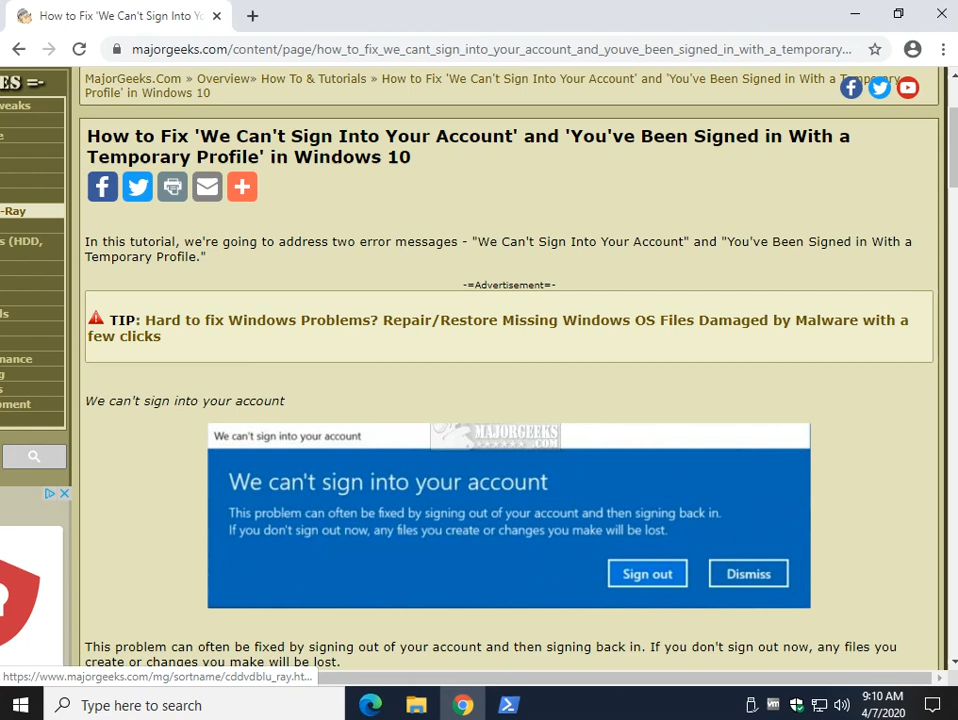 How to Fix 'We Can't Sign Into Yo
majorgeeks.com/content/page/how_to_fix_we_cant_sign_into_your_account_and_youve_been_signed_in_with_a_temporary...
ES =-
weaks
e
-Ray
s (HDD,
ls
nance
g
s
oment
MajorGeeks.Com » Overview» How To & Tutorials » How to Fix 'We Can't Sign Into Your Account' and 'You've Been Signed in With a Temporary
Profile' in Windows 10
How to Fix 'We Can't Sign Into Your Account' and 'You've Been Signed in With a
Temporary Profile' in Windows 10
In this tutorial, we're going to address two error messages - "We Can't Sign Into Your Account" and "You've Been Signed in With a
Temporary Profile."
-=Advertisement=-
TIP: Hard to fix Windows Problems? Repair/Restore Missing Windows OS Files Damaged by Malware with a
few clicks
We can't sign into your account
We can't sign into your account
MAJORGEEKS
.COM
We can't sign into your account
This problem can often be fixed by signing out of your account and then signing back in.
If you don't sign out now, any files you create or changes you make will be lost.
Sign out
Dismiss
This problem can often be fixed by signing out of your account and then signing back in. If you don't sign out now, any files you
create or changes you make will be lost.
https://www.majorgeeks.com/mg/sortname/cddvdblu_ray.ht...
Type here to search
9:10 AM
4/7/2020